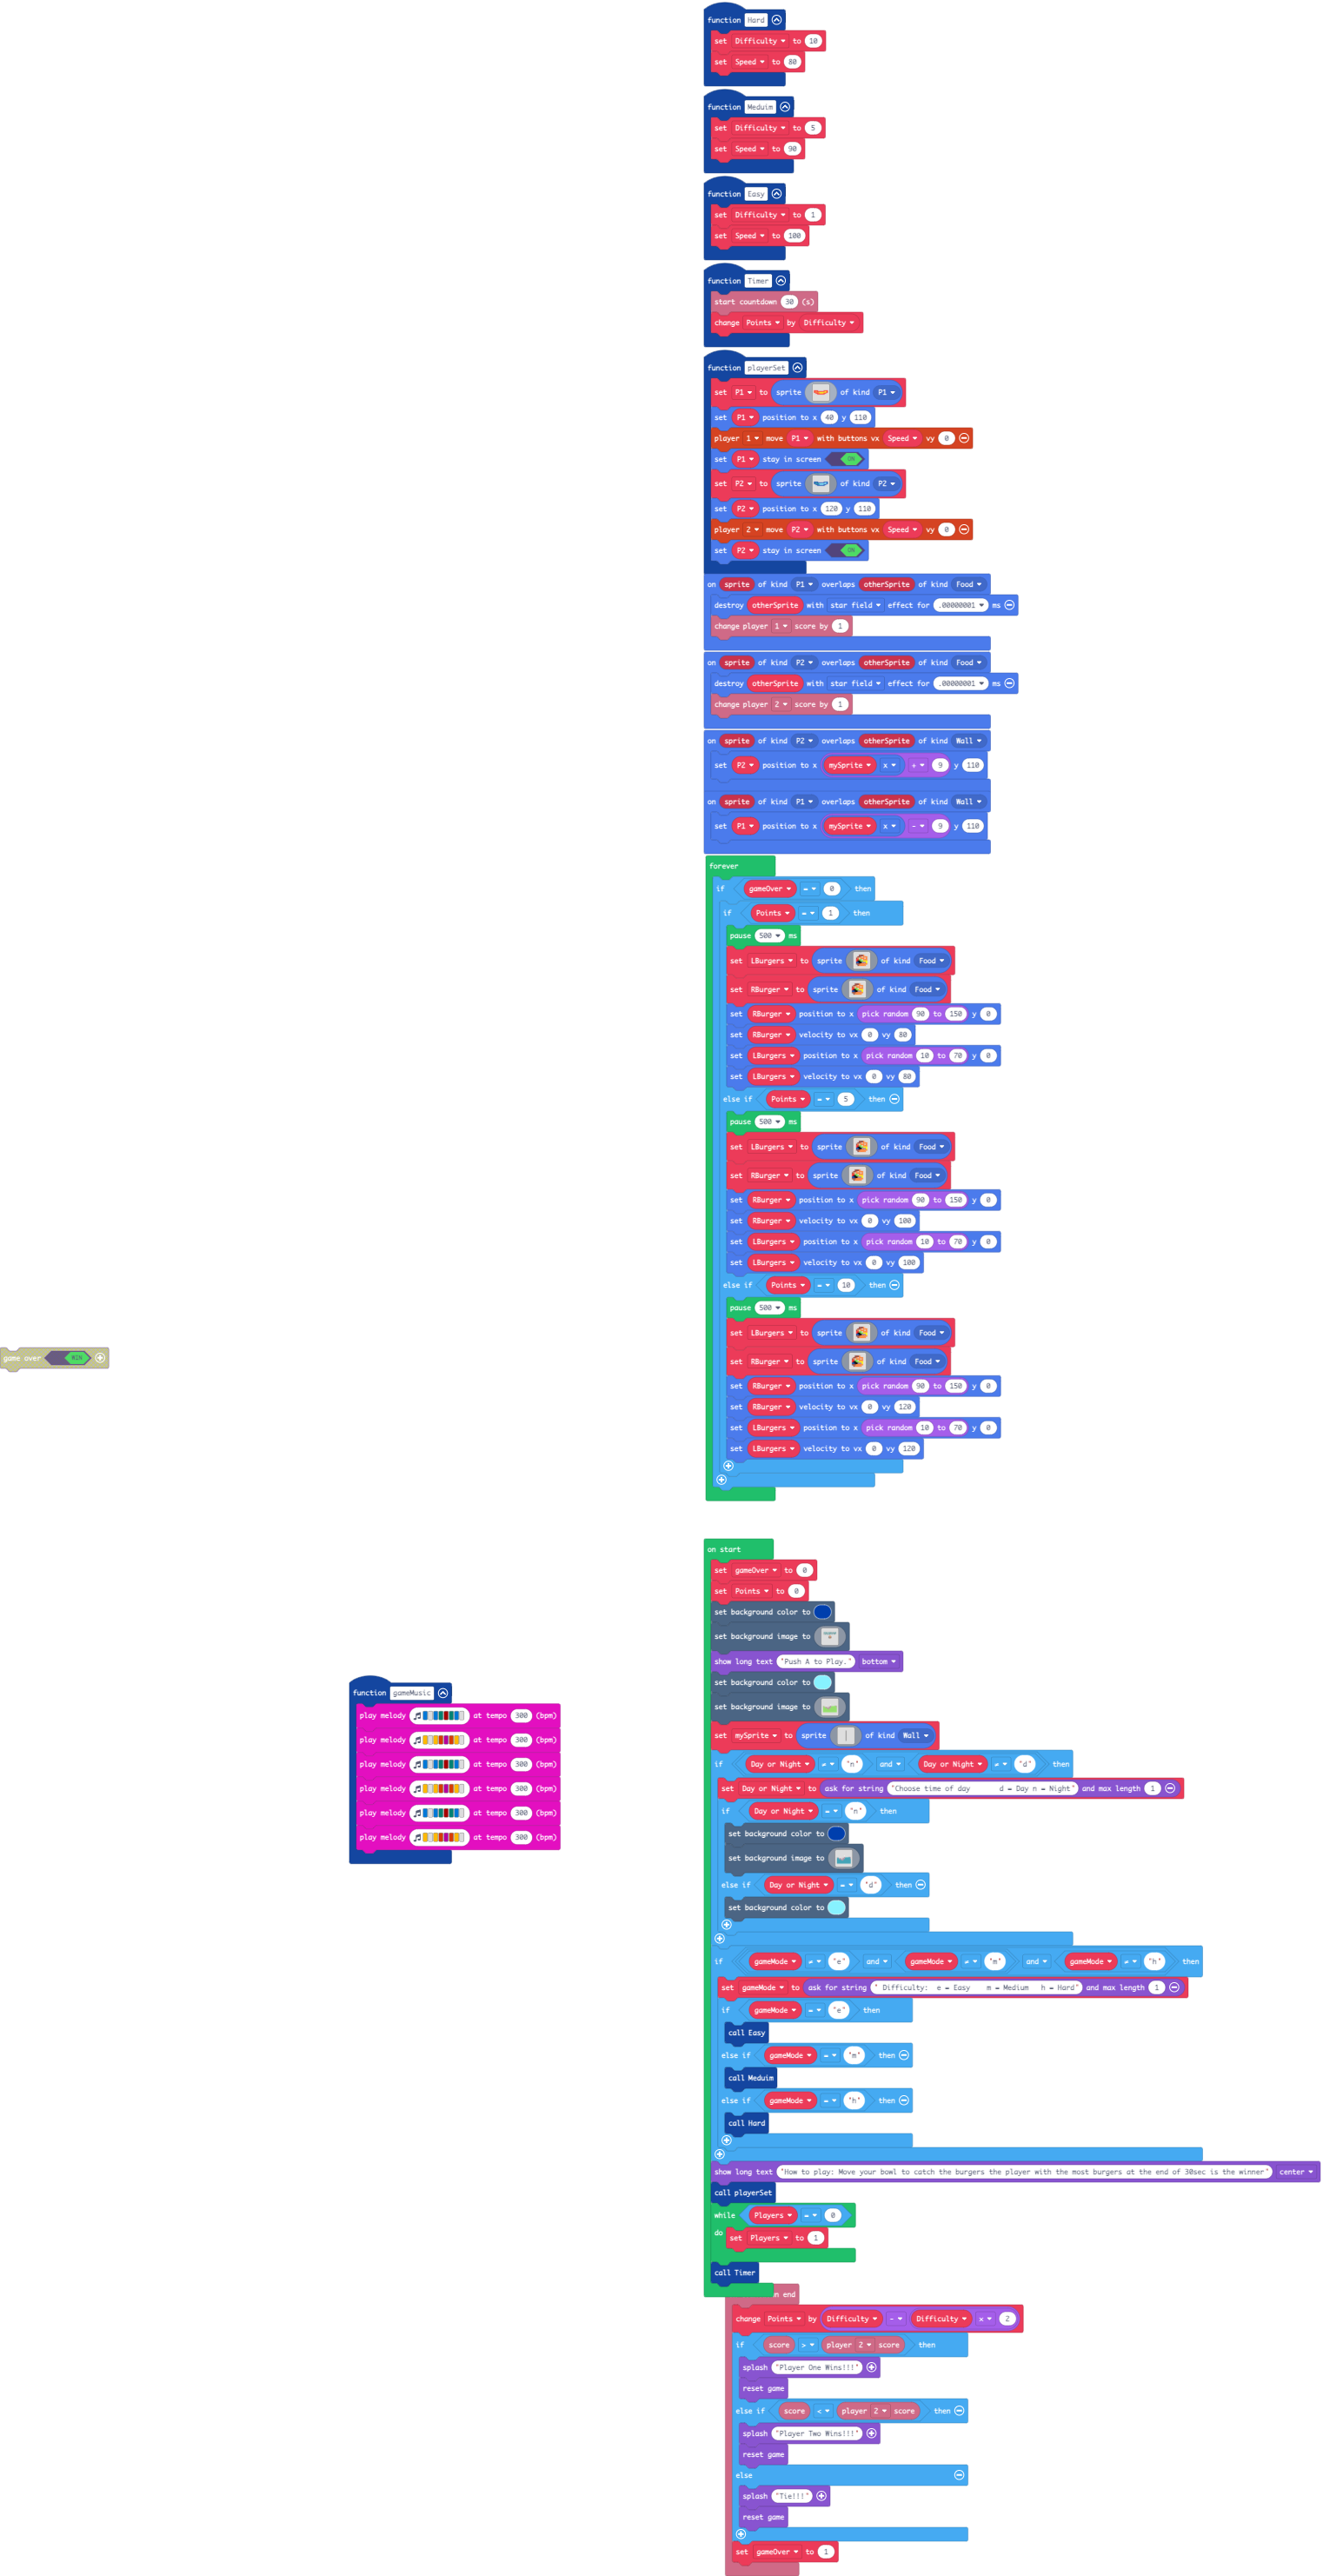 function Hard
set Difficulty to 10
set Speed to 80
function Meduim
set Difficulty to 5
set Speed to 90
function Easy
set Difficulty to 1
set Speed to 100
function Timer
start countdown 30 (s)
change Points by Difficulty
function playerSet
set P1 to sprite of kind P1
set P1 position to x 40 y 110
player 1 move P1 with buttons vx Speed vy 0
set P1 stay in screen ON
set P2 to sprite of kind P2
set P2 position to x 120 y 110
player 2 move P2 with buttons vx Speed vy 0
set P2 stay in screen ON
on sprite of kind P1 overlaps otherSprite of kind Food
destroy otherSprite with star field effect for .00000001 ms
change player 1 score by 1
on sprite of kind P2 overlaps otherSprite of kind Food
destroy otherSprite with star field effect for .00000001 ms
change player 2 score by 1
on sprite of kind P2 overlaps otherSprite of kind Wall
set P2 position to x mySprite x + 9 y 110
on sprite of kind P1 overlaps otherSprite of kind Wall
set P1 position to x mySprite x - 9 y 110
forever
if gameOver = 0 then
if Points = 1 then
pause 500 ms
set LBurgers to sprite of kind Food
set RBurger to sprite of kind Food
set RBurger position to x pick random 90 to 150 y 0
set RBurger velocity to vx 0 vy 80
set LBurgers position to x pick random 10 to 70 y 0
set LBurgers velocity to vx 0 vy 80
else if Points = 5 then
pause 500 ms
set LBurgers to sprite of kind Food
set RBurger to sprite of kind Food
set RBurger position to x pick random 90 to 150 y 0
set RBurger velocity to vx 0 vy 100
set LBurgers position to x pick random 10 to 70 y 0
set LBurgers velocity to vx 0 vy 100
else if Points = 10 then
pause 500 ms
set LBurgers to sprite of kind Food
game over WIN
set RBurger to sprite of kind Food
set RBurger position to x pick random 90 to 150 y 0
set RBurger velocity to vx 0 vy 120
set LBurgers position to x pick random 10 to 70 y 0
set LBurgers velocity to vx 0 vy 120
on start
set gameOver to 0
set Points to 0
set background color to
set background image to
show long text "Push A to Play." bottom
set background color to
set background image to
set mySprite to sprite of kind Wall
if Day or Night ≠ "n" and Day or Night ≠ "d" then
set Day or Night to ask for string "Choose time of day d = Day n = Night" and max length 1
if Day or Night = "n" then
set background color to
set background image to
else if Day or Night = "d" then
set background color to
function gameMusic
play melody at tempo 300 (bpm)
play melody at tempo 300 (bpm)
play melody at tempo 300 (bpm)
play melody at tempo 300 (bpm)
play melody at tempo 300 (bpm)
play melody at tempo 300 (bpm)
if gameMode ≠ "e" and gameMode ≠ "m" and gameMode ≠ "h" then
set gameMode to ask for string " Difficulty: e = Easy m = Medium h = Hard" and max length 1
if gameMode = "e" then
call Easy
else if gameMode = "m" then
call Meduim
else if gameMode = "h" then
call Hard
show long text "How to play: Move your bowl to catch the burgers the player with the most burgers at the end of 30sec is the winner" center
call playerSet
while Players = 0
do set Players to 1
call Timer
n end
change Points by Difficulty - Difficulty x 2
if score > player 2 score then
splash "Player One Wins!!!"
reset game
else if score < player 2 score then
splash "Player Two Wins!!!"
reset game
else
splash "Tie!!!"
reset game
set gameOver to 1